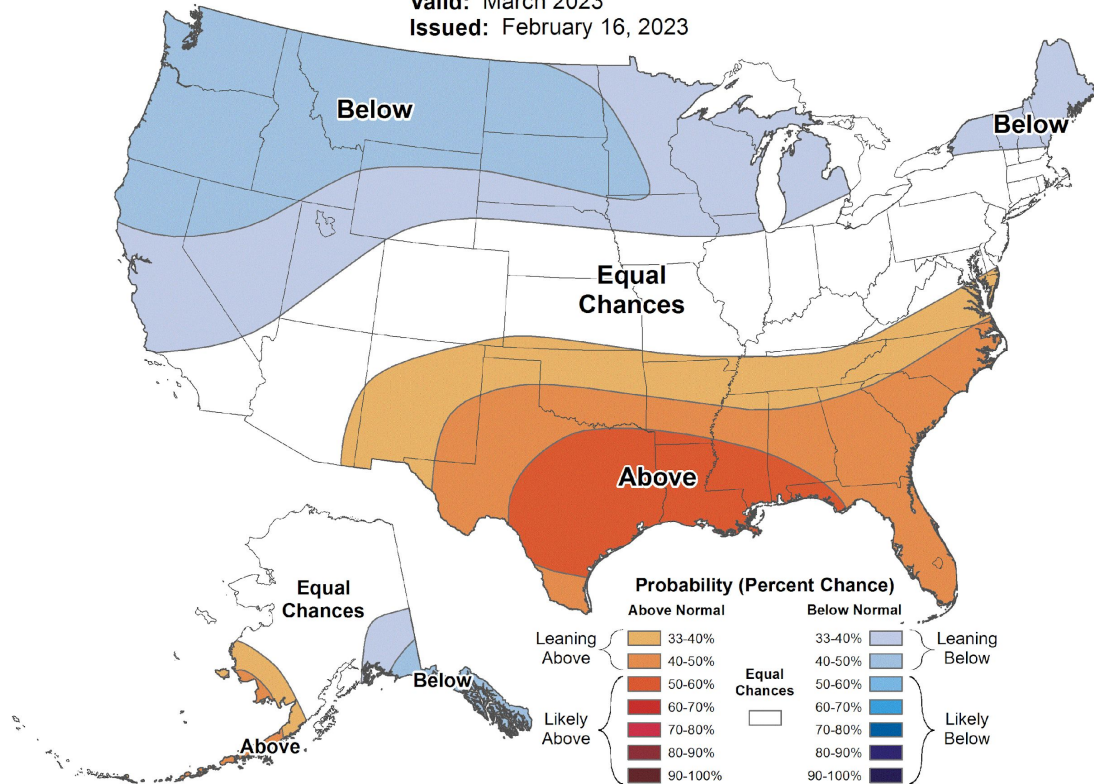 Valid: March 2023
Issued: February 16, 2023
Below
Below
Equal
Chances
Above
Equal
Chances
Below
Above
Probability (Percent Chance)
Above Normal
Below Normal
Leaning
Above
33-40%
40-50%
50-60%
60-70%
70-80%
80-90%
90-100%
Likely
Above
Equal
Chances
33-40%
40-50%
50-60%
60-70%
70-80%
80-90%
90-100%
Leaning
Below
Likely
Below